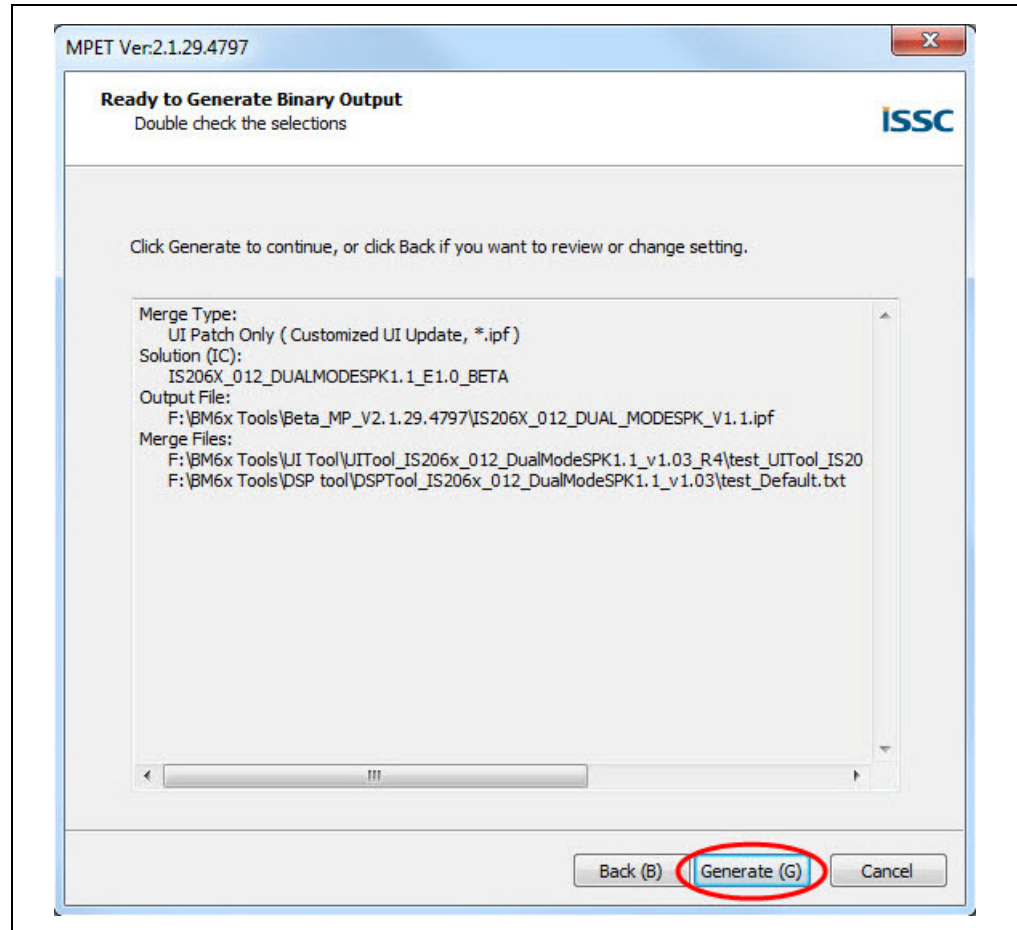 MPET Ver:2.1.29.4797
Ready to Generate Binary Output
Double check the selections
ISSC
Click Generate to continue, or click Back if you want to review or change setting.
Merge Type:
UI Patch Only ( Customized UI Update, *.ipf )
Solution (IC):
IS206X_012_DUALMODESPK1.1_E1.0_BETA
Output File:
F:\BM6x Tools\Beta_MP_V2.1.29.4797\IS206X_012_DUAL_MODESPK_V1.1.ipf
Merge Files:
F:\BM6x Tools\UI Tool\UITool_IS206x_012_DualModeSPK1.1_v1.03_R4\test_UITool_IS20
F:\BM6x Tools\DSP tool\DSPTool_IS206x_012_DualModeSPK1.1_v1.03\test_Default.txt
Back (B) Generate (G) Cancel